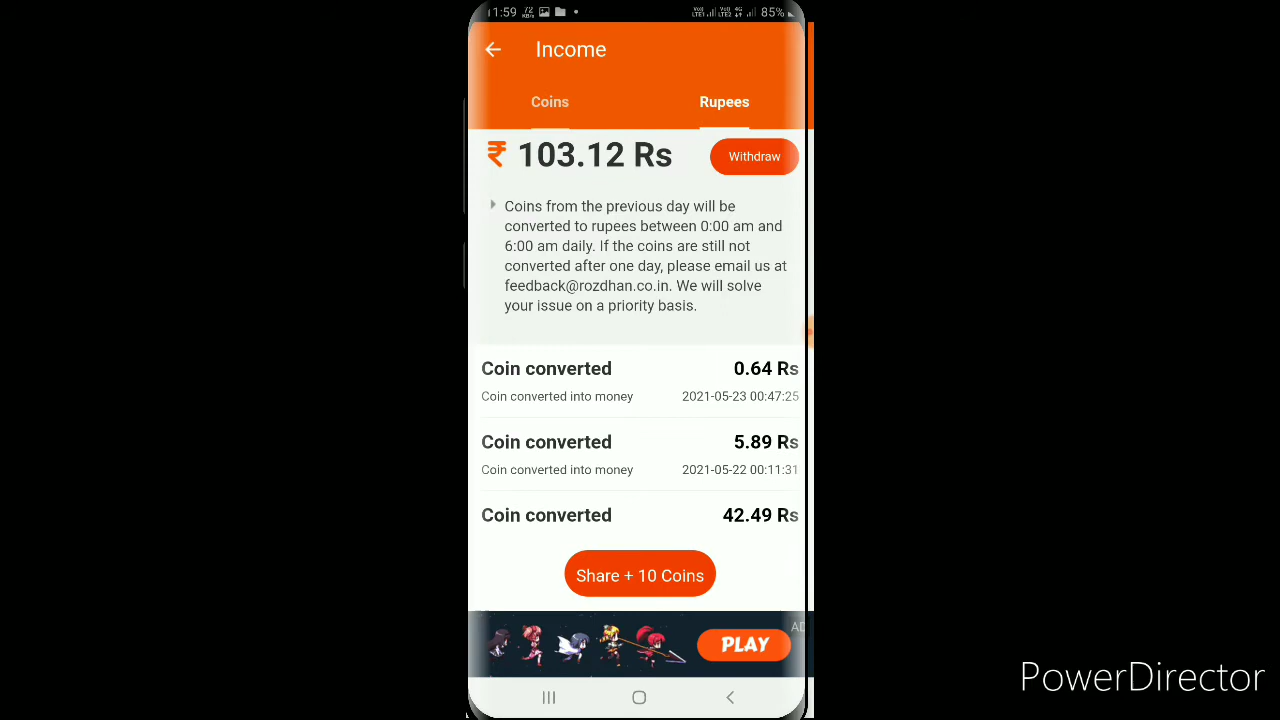 1:59 72 KB/s 85%
Income
Coins Rupees
₹ 103.12 Rs Withdraw
Coins from the previous day will be
converted to rupees between 0:00 am and
6:00 am daily. If the coins are still not
converted after one day, please email us at
feedback@rozdhan.co.in. We will solve
your issue on a priority basis.
Coin converted 0.64 Rs
Coin converted into money 2021-05-23 00:47:25
Coin converted 5.89 Rs
Coin converted into money 2021-05-22 00:11:31
Coin converted 42.49 Rs
Share + 10 Coins
AD
PLAY
PowerDirector